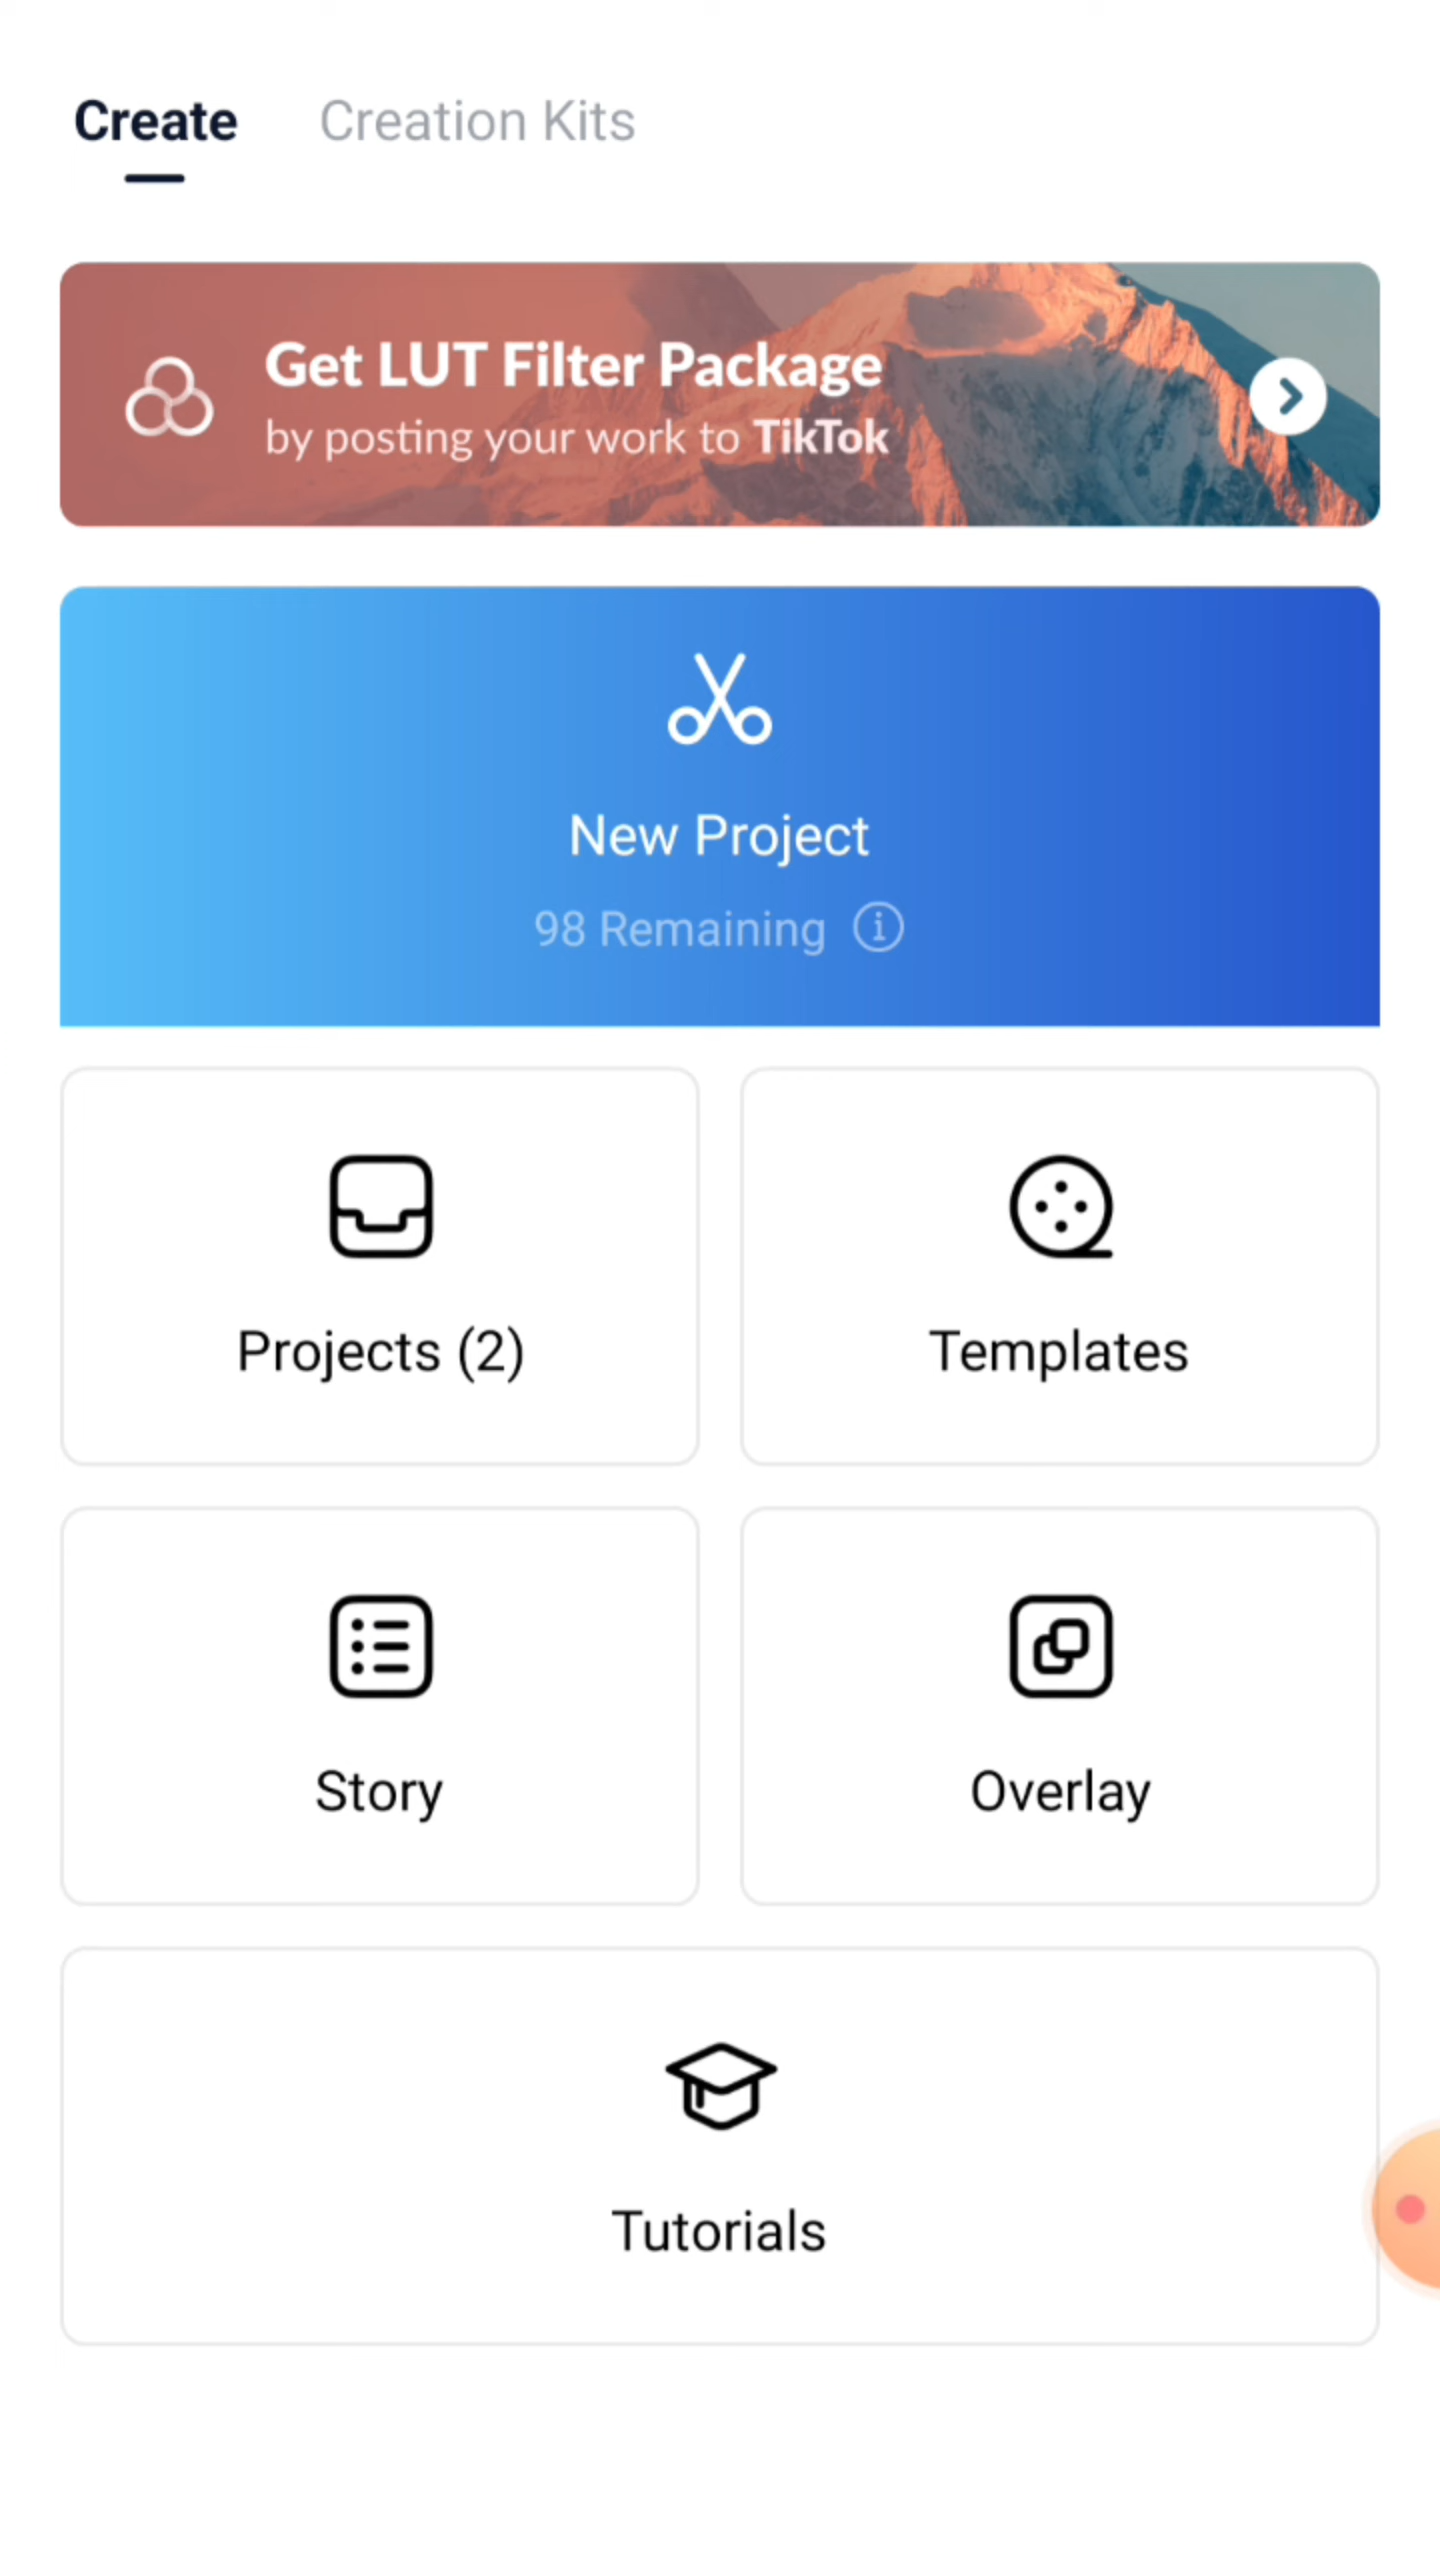 Create
Creation Kits
Get LUT Filter Package
by posting your work to TikTok
New Project
98 Remaining
Projects (2)
Templates
Story
Overlay
Tutorials